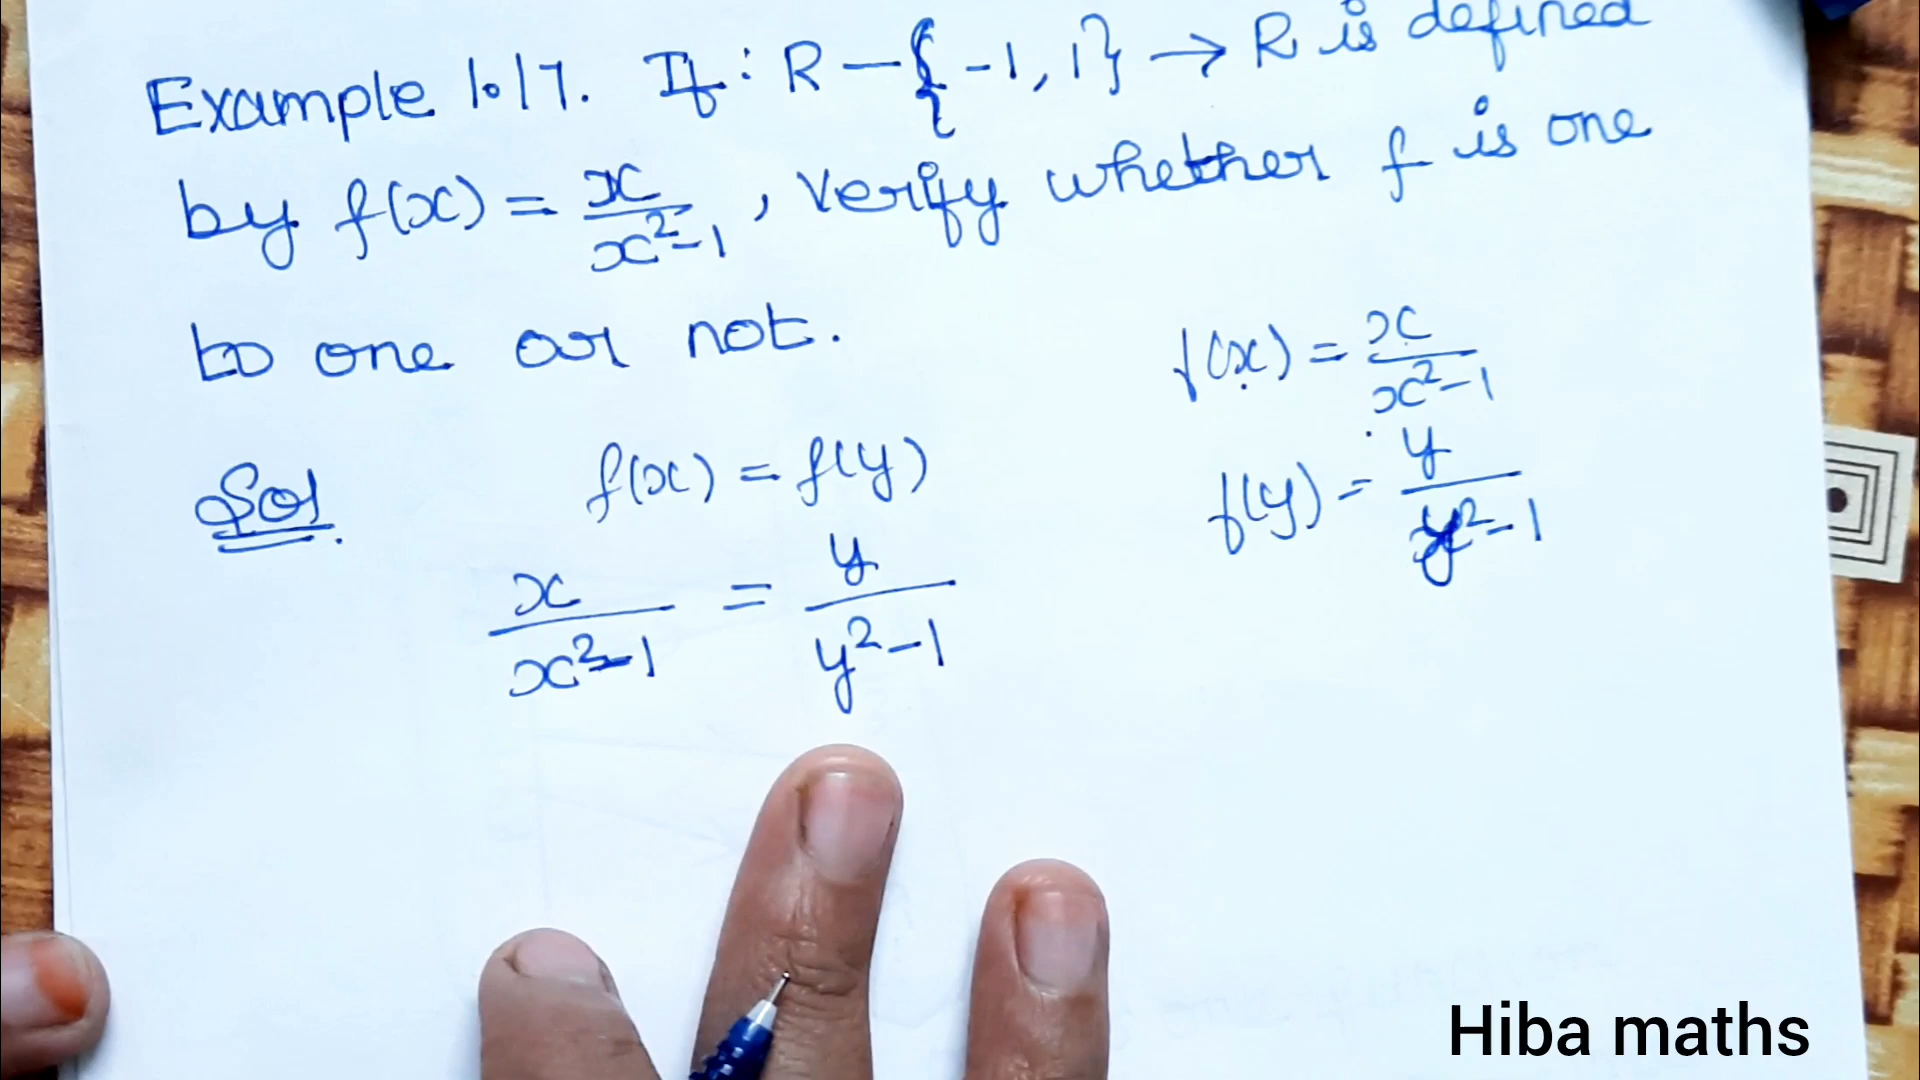 Example 1.17. If : R - {-1, 1} → R is defined
by f(x) = x/x²-1, Verify whether f is one
to one or not.
f(x) = x/x²-1
Sol.
f(x) = f(y)
f(y) = y/y²-1
x/x²-1 = y/y²-1
Hiba maths